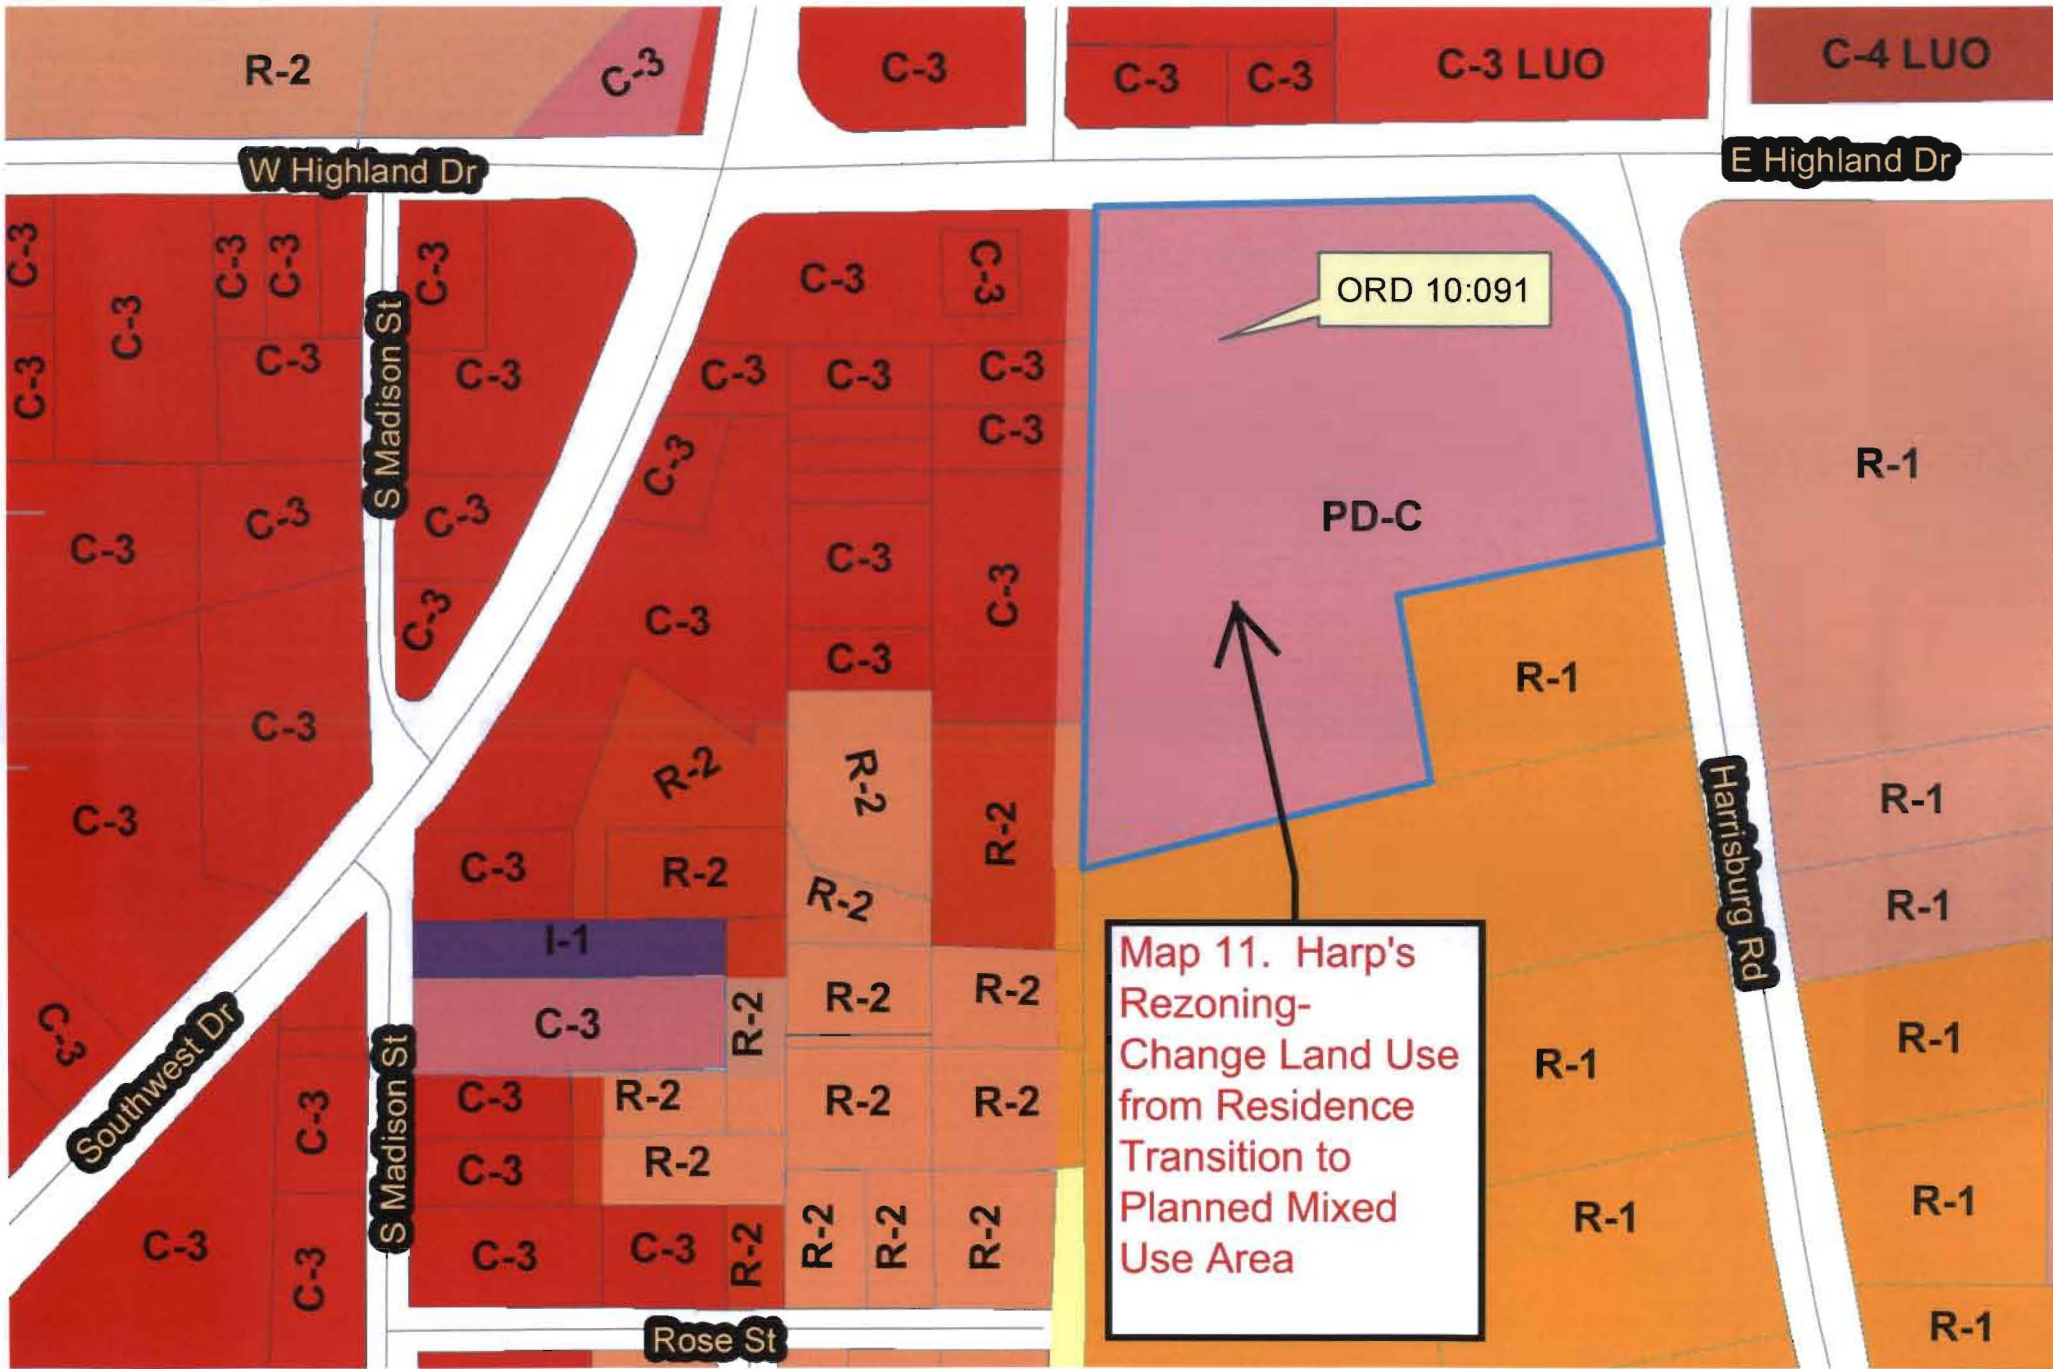 R-2
C-3
C-3
C-3
C-3
C-3 LUO
C-4 LUO
W Highland Dr
E Highland Dr
C-3
C-3
C-3
C-3
C-3
C-3
C-3
ORD 10:091
C-3
C-3
S Madison St
C-3
C-3
C-3
C-3
C-3
C-3
C-3
R-1
C-3
C-3
C-3
PD-C
C-3
C-3
C-3
C-3
C-3
C-3
R-1
C-3
R-2
R-2
R-1
C-3
R-2
C-3
R-2
R-2
R-1
Harrisburg Rd
I-1
Map 11. Harp's
Rezoning-
Change Land Use
from Residence
Transition to
Planned Mixed
Use Area
R-2
R-2
C-3
C-3
R-2
R-1
R-1
Southwest Dr
S Madison St
C-3
C-3
R-2
R-2
R-2
C-3
R-2
R-1
R-1
C-3
C-3
C-3
C-3
R-2
R-2
R-2
R-2
R-1
Rose St